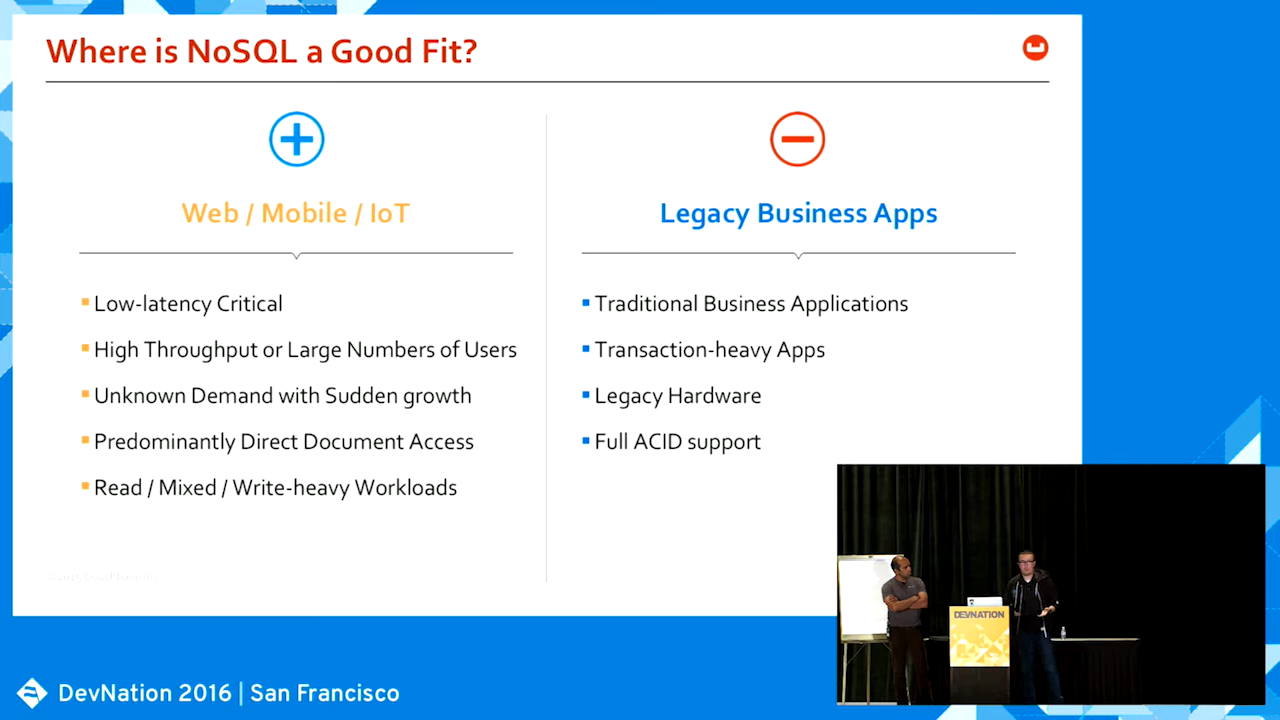 Where is NoSQL a Good Fit?
Web / Mobile / IoT
Low-latency Critical
High Throughput or Large Numbers of Users
Unknown Demand with Sudden growth
Predominantly Direct Document Access
Read / Mixed / Write-heavy Workloads
Legacy Business Apps
Traditional Business Applications
Transaction-heavy Apps
Legacy Hardware
Full ACID support
DEVNATION
DevNation 2016 | San Francisco